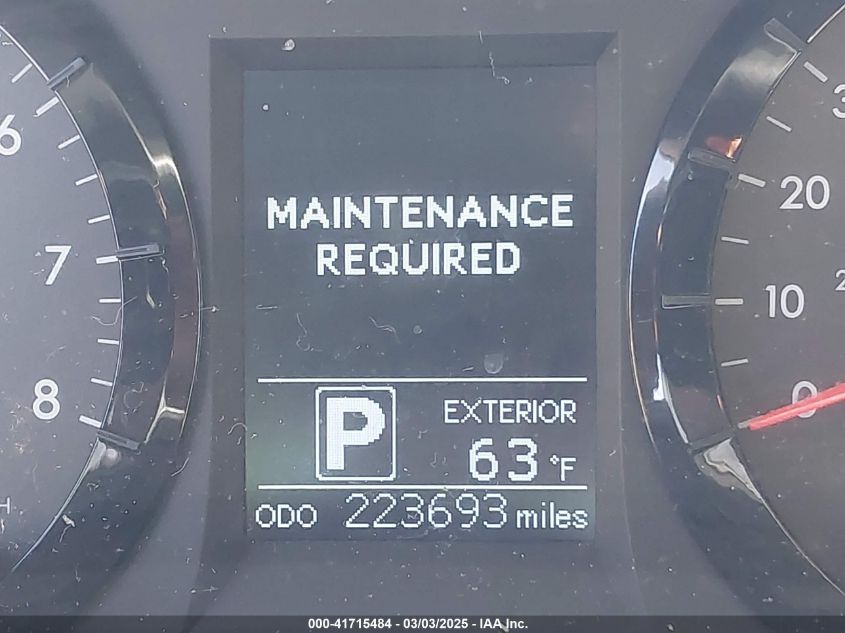 6
7
8
MAINTENANCE
REQUIRED
P
EXTERIOR
63 °F
ODO 223693 miles
20
10
0
H
000-41715484 - 03/03/2025 - IAA Inc.